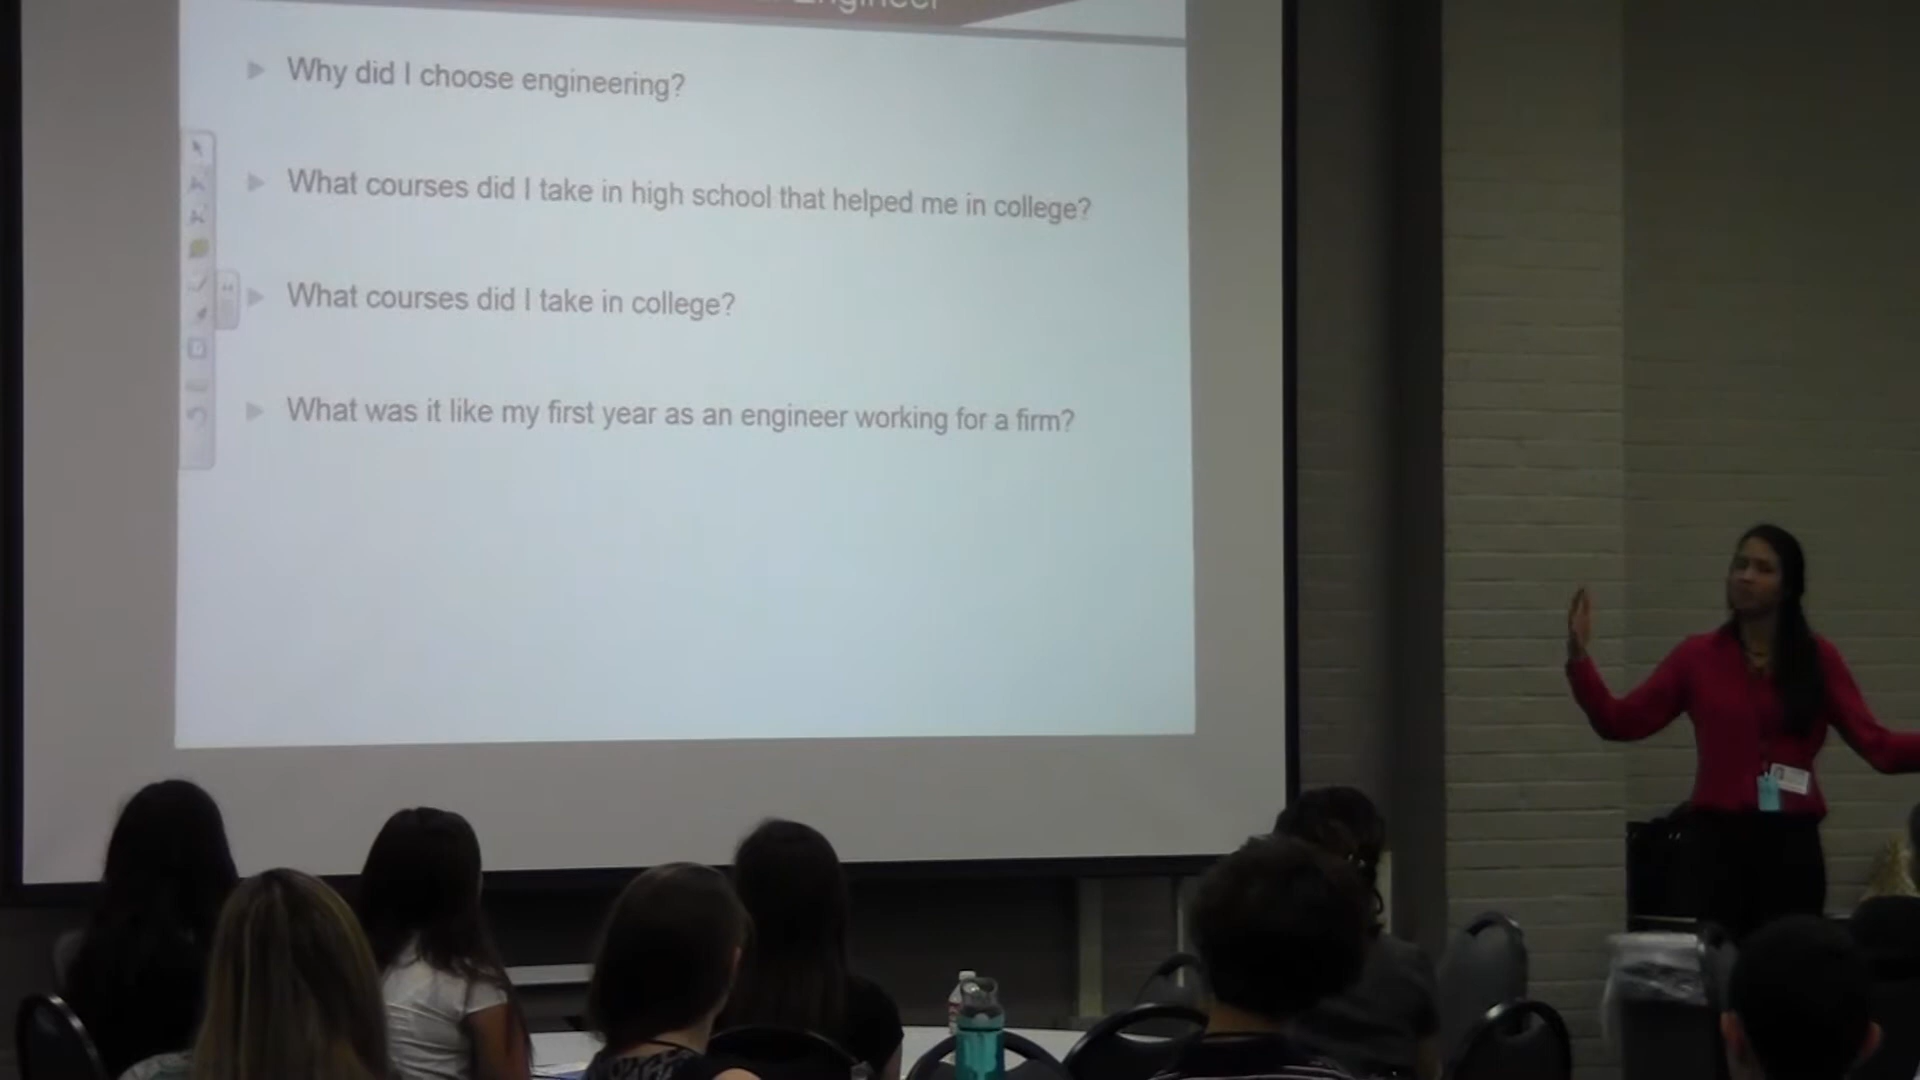 Engineer
Why did I choose engineering?
What courses did I take in high school that helped me in college?
What courses did I take in college?
What was it like my first year as an engineer working for a firm?